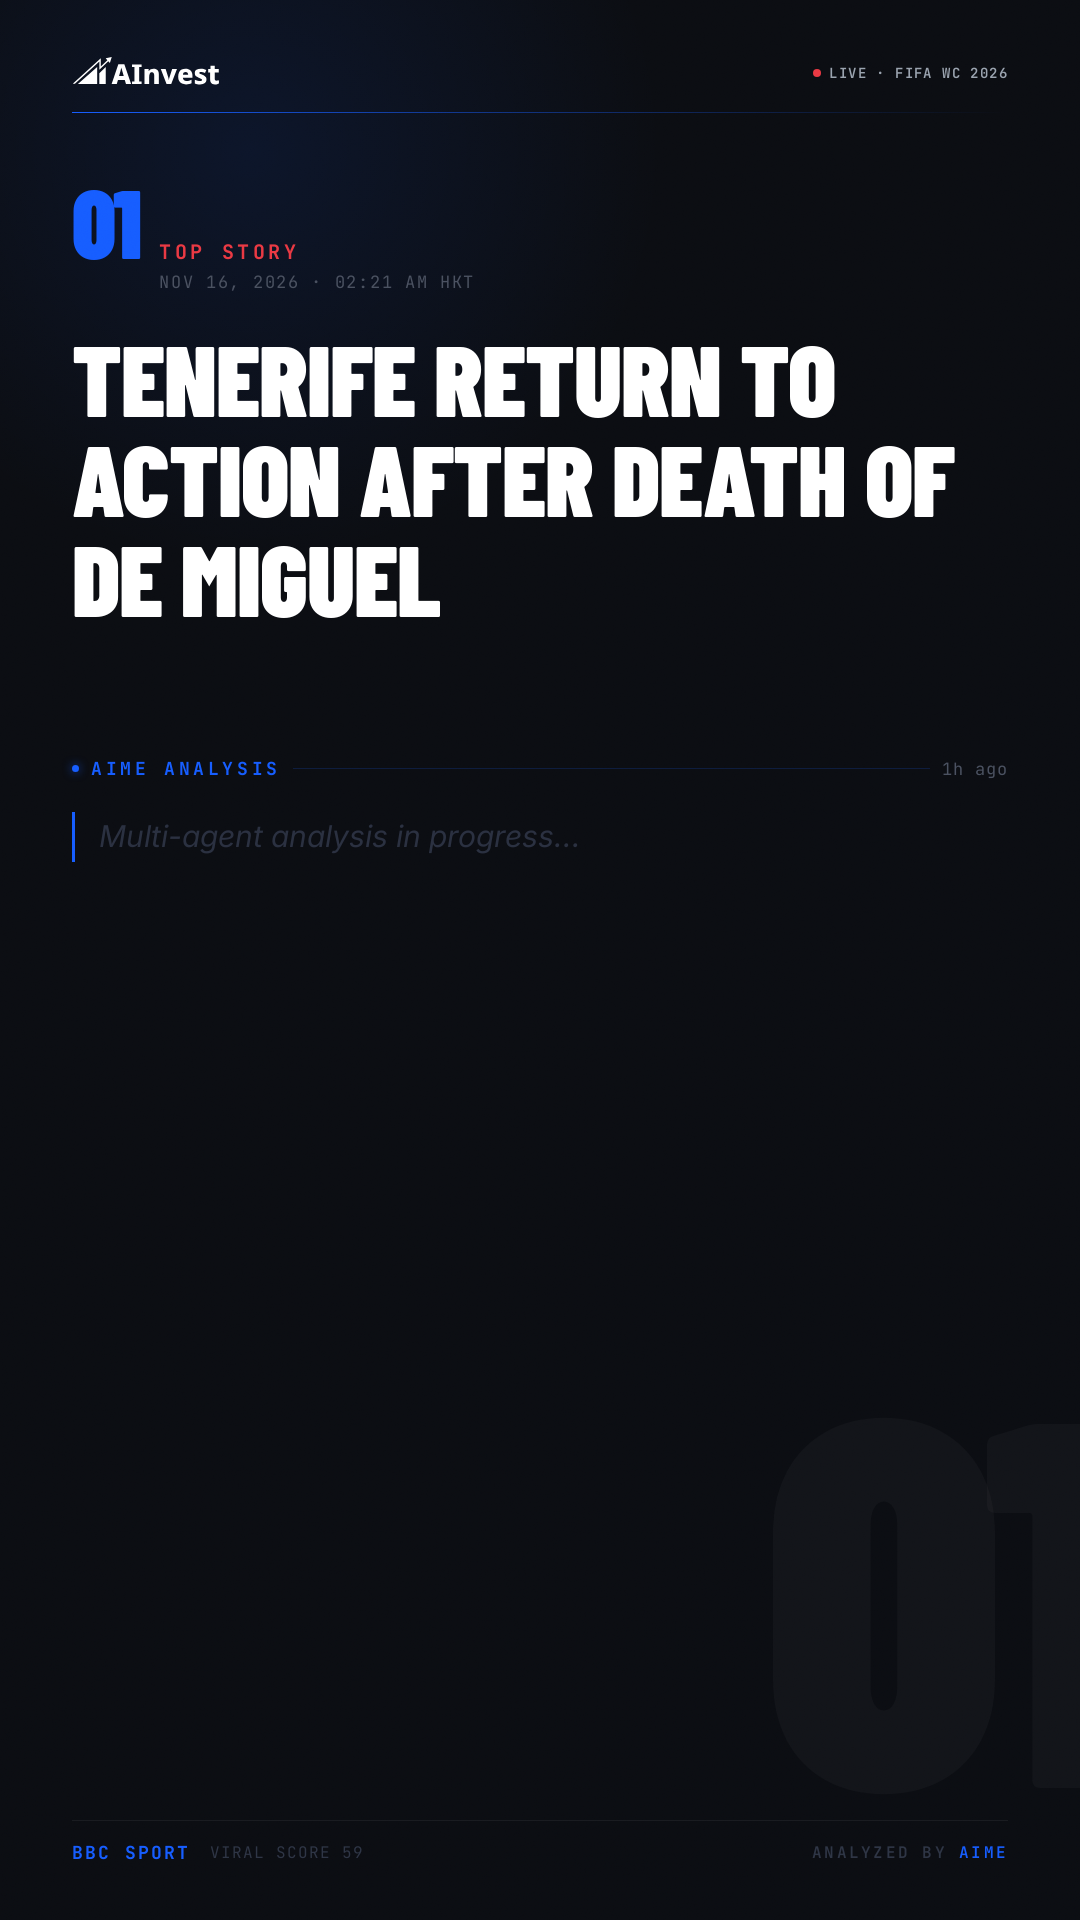 AInvest
LIVE · FIFA WC 2026
01
TOP STORY
NOV 16, 2026 · 02:21 AM HKT
TENERIFE RETURN TO
ACTION AFTER DEATH OF
DE MIGUEL
AIME ANALYSIS
1h ago
Multi-agent analysis in progress...
01
BBC SPORT VIRAL SCORE 59
ANALYZED BY AIME